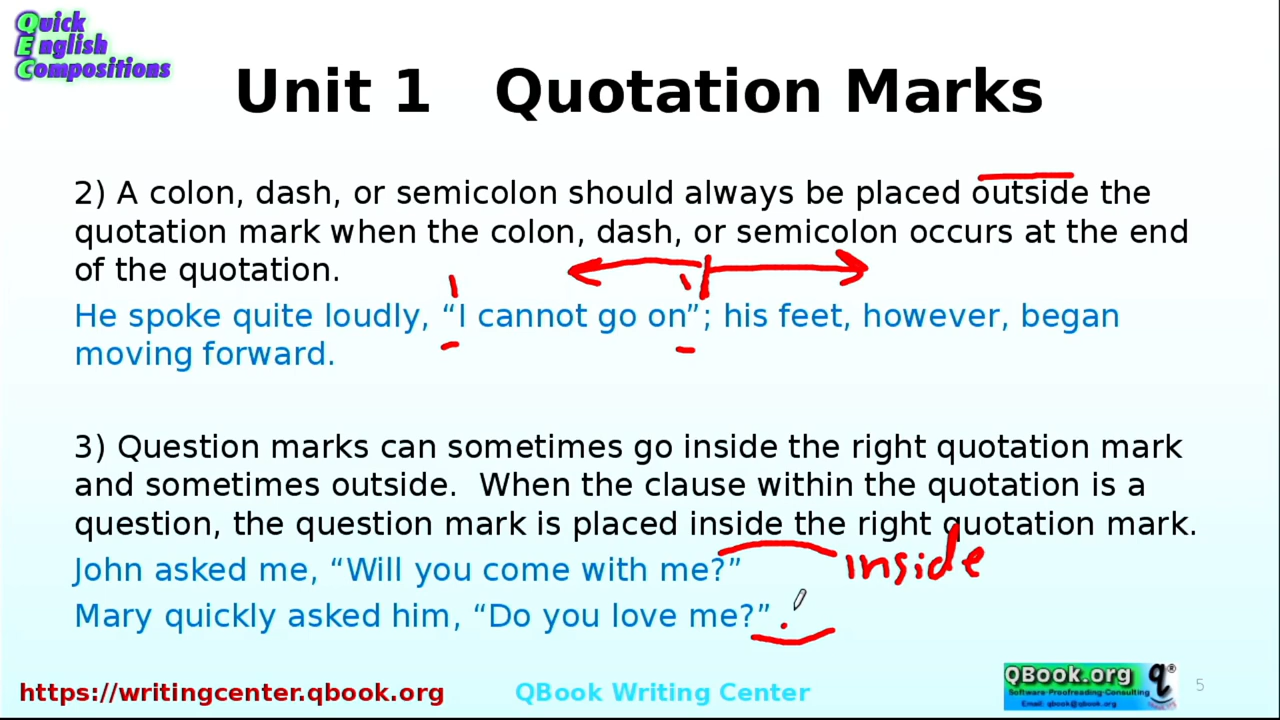 Quick
English
Compositions
Unit 1 Quotation Marks
2) A colon, dash, or semicolon should always be placed outside the
quotation mark when the colon, dash, or semicolon occurs at the end
of the quotation.
He spoke quite loudly, “I cannot go on”; his feet, however, began
moving forward.
3) Question marks can sometimes go inside the right quotation mark
and sometimes outside.  When the clause within the quotation is a
question, the question mark is placed inside the right quotation mark.
John asked me, “Will you come with me?”
inside
Mary quickly asked him, “Do you love me?”.
https://writingcenter.qbook.org
QBook Writing Center
QBook.org
Software-Proofreading-Consulting
Email: qbook@qbook.org
q®
5